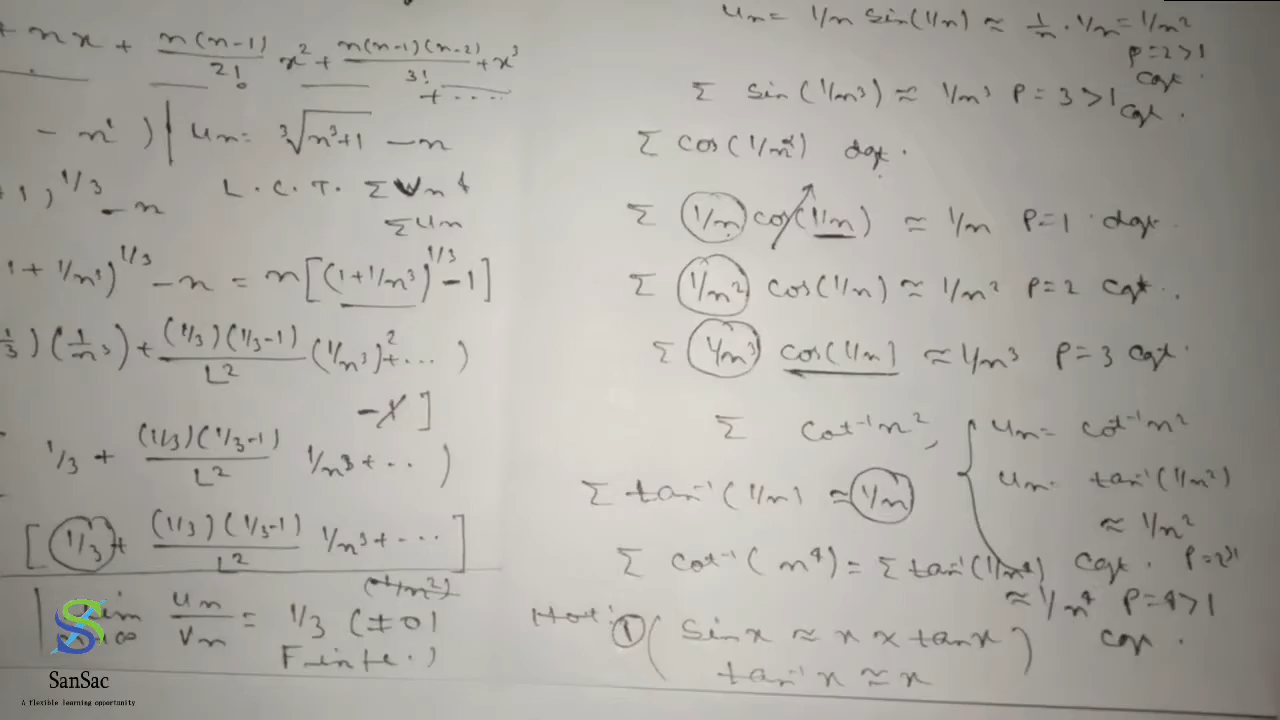 + nx + n(n-1)/2! x² + n(n-1)(n-2)/3! + x³
+ ....
- n² ) | un = ∛(n³+1) - n
+1)^1/3 - n L.C.T. Σvn &
Σun
1 + 1/n³)^1/3 - n = n[(1+1/n³)^1/3 - 1]
1/3)(1/n³) + (1/3)(1/3-1)/L2 (1/n³)² + ... )
- 1 ]
1/3 + (1/3)(1/3-1)/L2 1/n³ + .. )
[ 1/3 + (1/3)(1/3-1)/L2 1/n³ + ... ]
(1/n²)
lim n→∞ un/vn = 1/3 (≠0)
Finite.)
un = 1/n sin(1/n) ≈ 1/n · 1/n = 1/n²
P=2>1
cgt.
Σ sin(1/n³) ≈ 1/n³ P=3>1 cgt.
Σ cos(1/n²) dgt.
Σ (1/n) cos(1/n) ≈ 1/n P=1 dgt.
Σ (1/n²) cos(1/n) ≈ 1/n² P=2 cgt.
Σ (1/n³) cos(1/n) ≈ 1/n³ P=3 cgt.
Σ cot⁻¹n², { un = cot⁻¹n²
un = tan⁻¹(1/n²)
≈ 1/n²
Σ tan⁻¹(1/n) ≈ 1/n
Σ cot⁻¹(n⁴) = Σ tan⁻¹(1/n⁴) cgt. P=2>1
≈ 1/n⁴ P=4>1
cgt.
Not: ① ( sinx ≈ x x tanx )
tan⁻¹x ≈ x
SanSac
A flexible learning opportunity